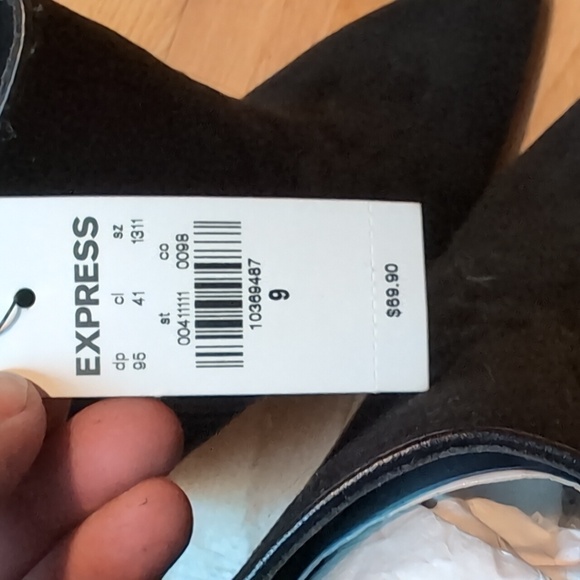 EXPRESS
dp cl sz
95 41 1311
st co
00411111 0098
10369487
9
$69.90